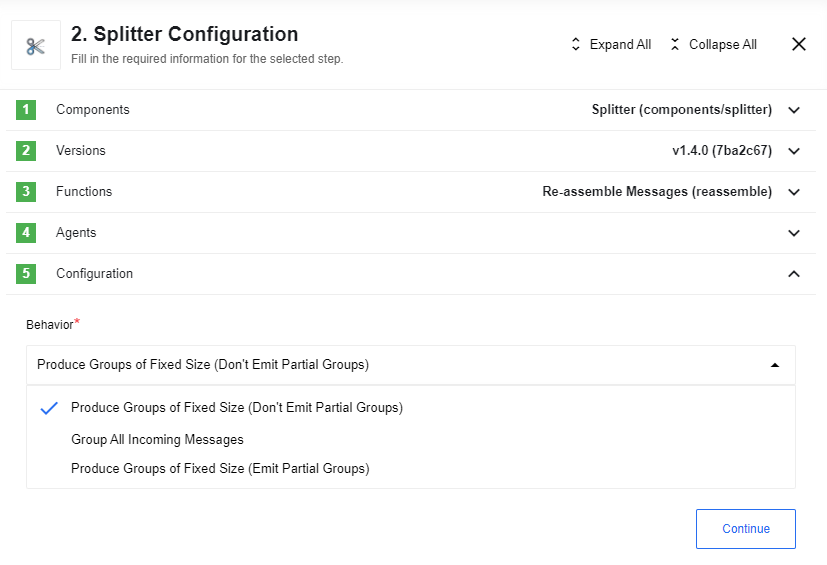 2. Splitter Configuration
Fill in the required information for the selected step.
Expand All
Collapse All
1 Components Splitter (components/splitter)
2 Versions v1.4.0 (7ba2c67)
3 Functions Re-assemble Messages (reassemble)
4 Agents
5 Configuration
Behavior*
Produce Groups of Fixed Size (Don't Emit Partial Groups)
Produce Groups of Fixed Size (Don't Emit Partial Groups)
Group All Incoming Messages
Produce Groups of Fixed Size (Emit Partial Groups)
Continue